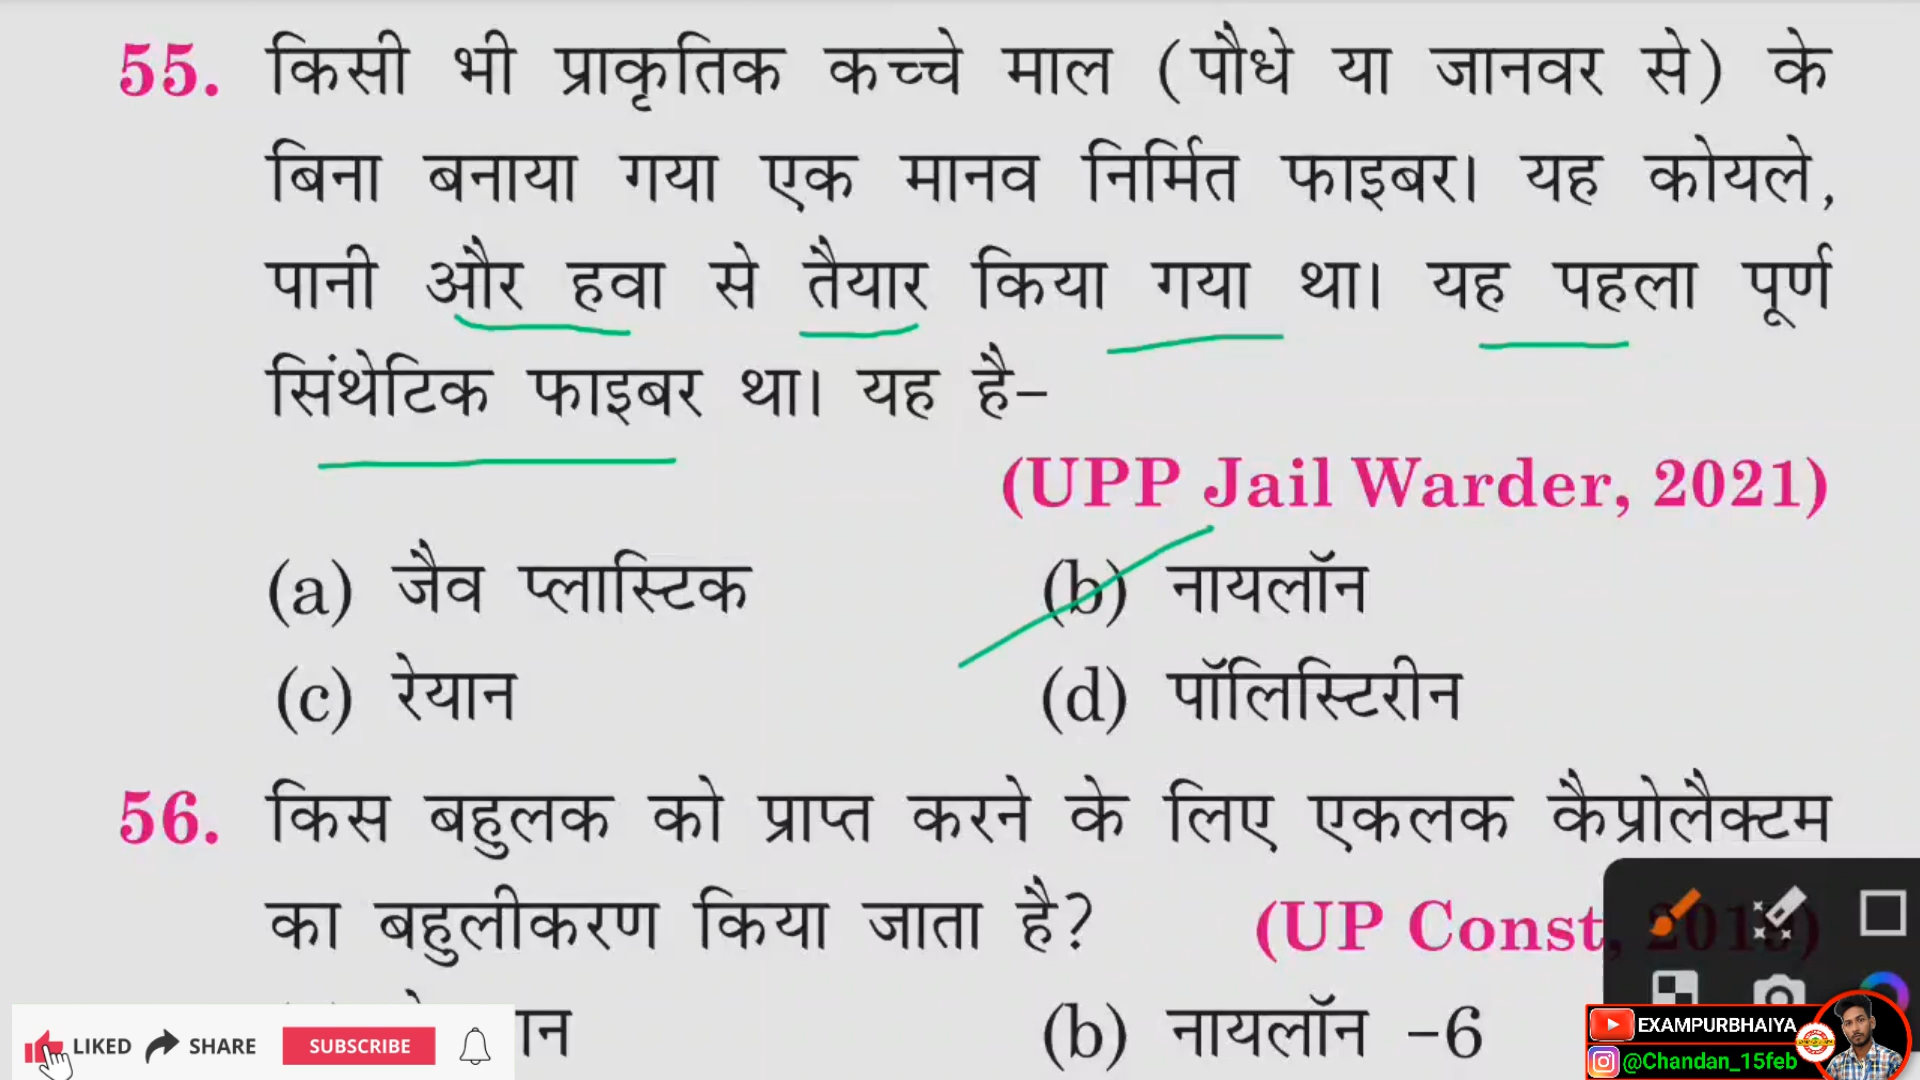 55. किसी भी प्राकृतिक कच्चे माल (पौधे या जानवर से) के
बिना बनाया गया एक मानव निर्मित फाइबर। यह कोयले,
पानी और हवा से तैयार किया गया था। यह पहला पूर्ण
सिंथेटिक फाइबर था। यह है–
(UPP Jail Warder, 2021)
(a) जैव प्लास्टिक (b) नायलॉन
(c) रेयान (d) पॉलिस्टिरीन
56. किस बहुलक को प्राप्त करने के लिए एकलक कैप्रोलैक्टम
का बहुलीकरण किया जाता है? (UP Const,
(b) नायलॉन –6
LIKED SHARE SUBSCRIBE
EXAMPURBHAIYA
@Chandan_15feb